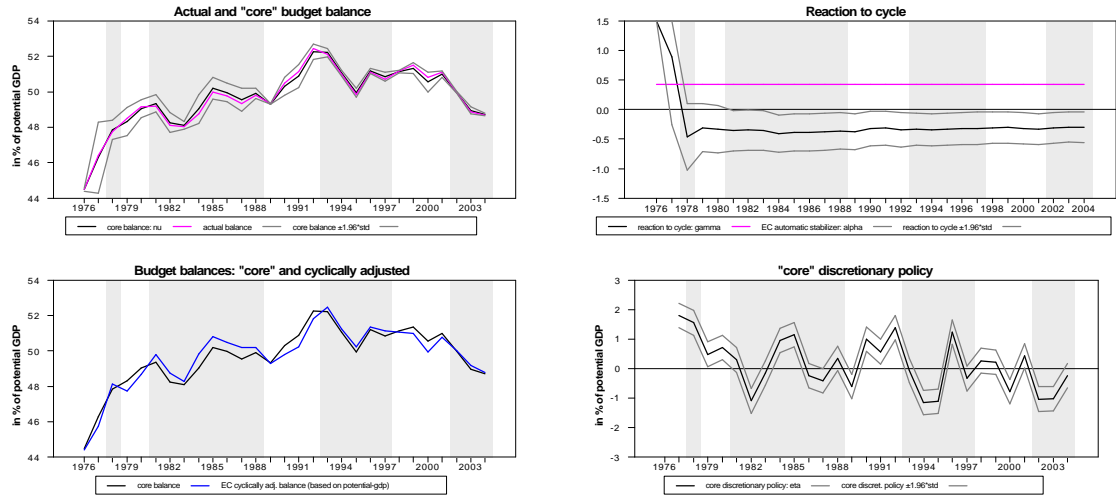 Actual and "core" budget balance
in % of potential GDP
54
52
50
48
46
44
1976 1979 1982 1985 1988 1991 1994 1997 2000 2003
core balance: nu actual balance core balance ±1.96*std
Reaction to cycle
1.5
1.0
0.5
0.0
-0.5
-1.0
-1.5
1976 1978 1980 1982 1984 1986 1988 1990 1992 1994 1996 1998 2000 2002 2004
reaction to cycle: gamma EC automatic stabilizer: alpha reaction to cycle ±1.96*std
Budget balances: "core" and cyclically adjusted
in % of potential GDP
54
52
50
48
46
44
1976 1979 1982 1985 1988 1991 1994 1997 2000 2003
core balance EC cyclically adj. balance (based on potential-gdp)
"core" discretionary policy
in % of potential GDP
3
2
1
0
-1
-2
-3
1976 1979 1982 1985 1988 1991 1994 1997 2000 2003
core discretionary policy: eta core discret. policy ±1.96*std